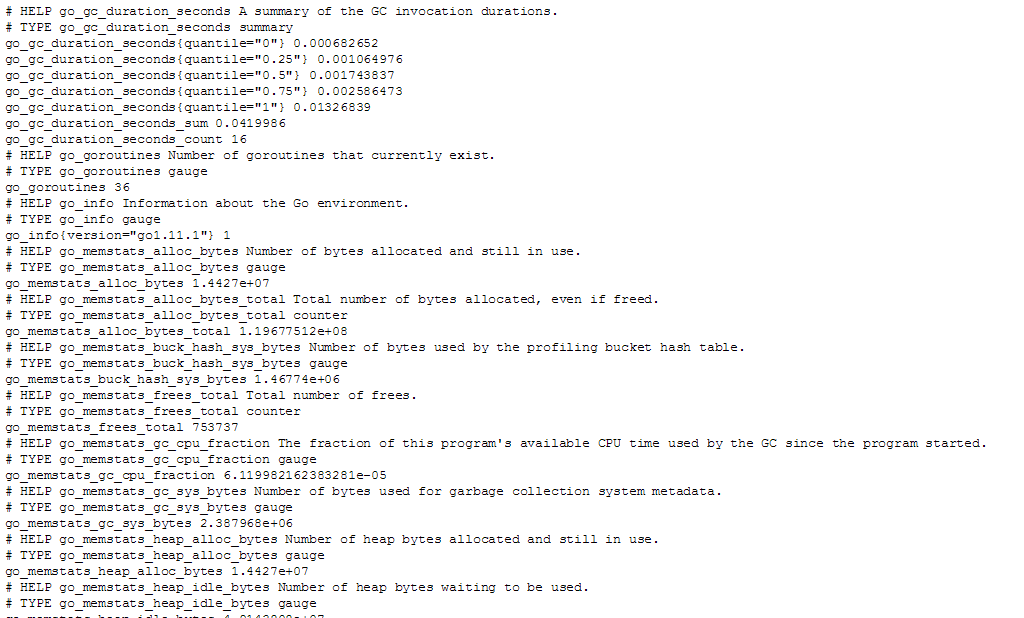 # HELP go_gc_duration_seconds A summary of the GC invocation durations.
# TYPE go_gc_duration_seconds summary
go_gc_duration_seconds{quantile="0"} 0.000682652
go_gc_duration_seconds{quantile="0.25"} 0.001064976
go_gc_duration_seconds{quantile="0.5"} 0.001743837
go_gc_duration_seconds{quantile="0.75"} 0.002586473
go_gc_duration_seconds{quantile="1"} 0.01326839
go_gc_duration_seconds_sum 0.0419986
go_gc_duration_seconds_count 16
# HELP go_goroutines Number of goroutines that currently exist.
# TYPE go_goroutines gauge
go_goroutines 36
# HELP go_info Information about the Go environment.
# TYPE go_info gauge
go_info{version="go1.11.1"} 1
# HELP go_memstats_alloc_bytes Number of bytes allocated and still in use.
# TYPE go_memstats_alloc_bytes gauge
go_memstats_alloc_bytes 1.4427e+07
# HELP go_memstats_alloc_bytes_total Total number of bytes allocated, even if freed.
# TYPE go_memstats_alloc_bytes_total counter
go_memstats_alloc_bytes_total 1.19677512e+08
# HELP go_memstats_buck_hash_sys_bytes Number of bytes used by the profiling bucket hash table.
# TYPE go_memstats_buck_hash_sys_bytes gauge
go_memstats_buck_hash_sys_bytes 1.46774e+06
# HELP go_memstats_frees_total Total number of frees.
# TYPE go_memstats_frees_total counter
go_memstats_frees_total 753737
# HELP go_memstats_gc_cpu_fraction The fraction of this program's available CPU time used by the GC since the program started.
# TYPE go_memstats_gc_cpu_fraction gauge
go_memstats_gc_cpu_fraction 6.119982162383281e-05
# HELP go_memstats_gc_sys_bytes Number of bytes used for garbage collection system metadata.
# TYPE go_memstats_gc_sys_bytes gauge
go_memstats_gc_sys_bytes 2.387968e+06
# HELP go_memstats_heap_alloc_bytes Number of heap bytes allocated and still in use.
# TYPE go_memstats_heap_alloc_bytes gauge
go_memstats_heap_alloc_bytes 1.4427e+07
# HELP go_memstats_heap_idle_bytes Number of heap bytes waiting to be used.
# TYPE go_memstats_heap_idle_bytes gauge